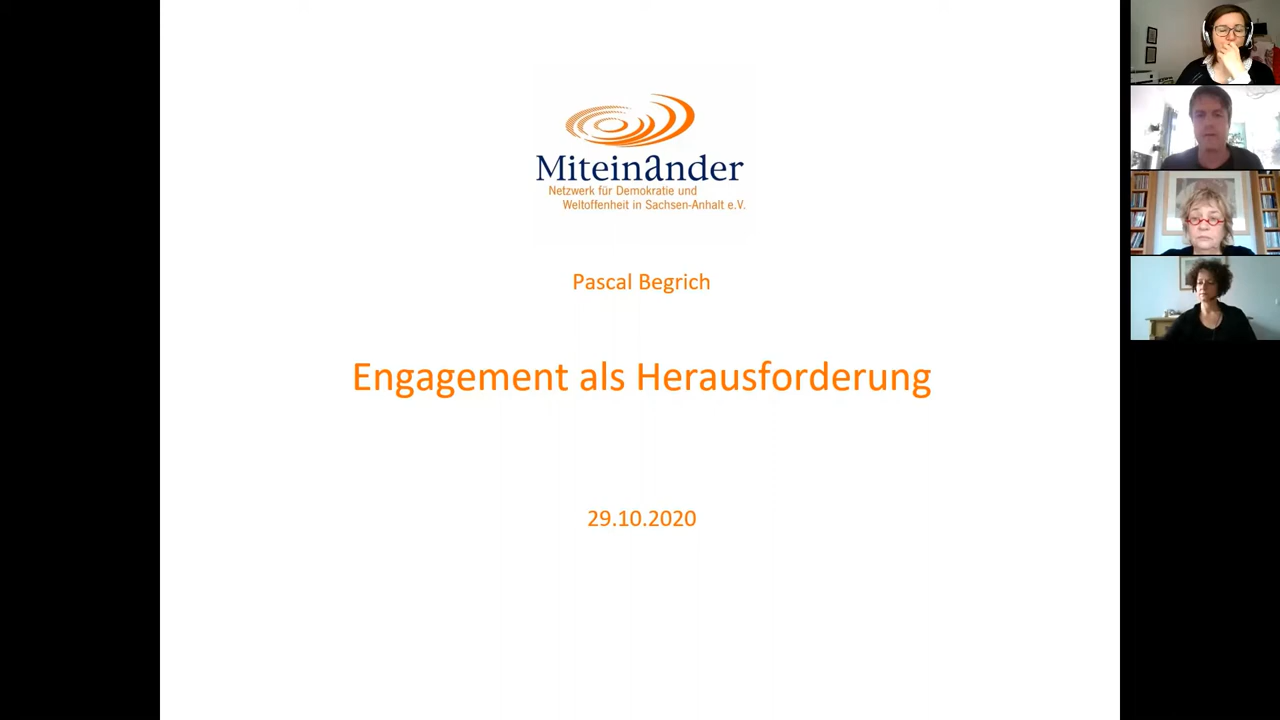 Miteinander
Netzwerk für Demokratie und
Weltoffenheit in Sachsen-Anhalt e.V.
Pascal Begrich
Engagement als Herausforderung
29.10.2020